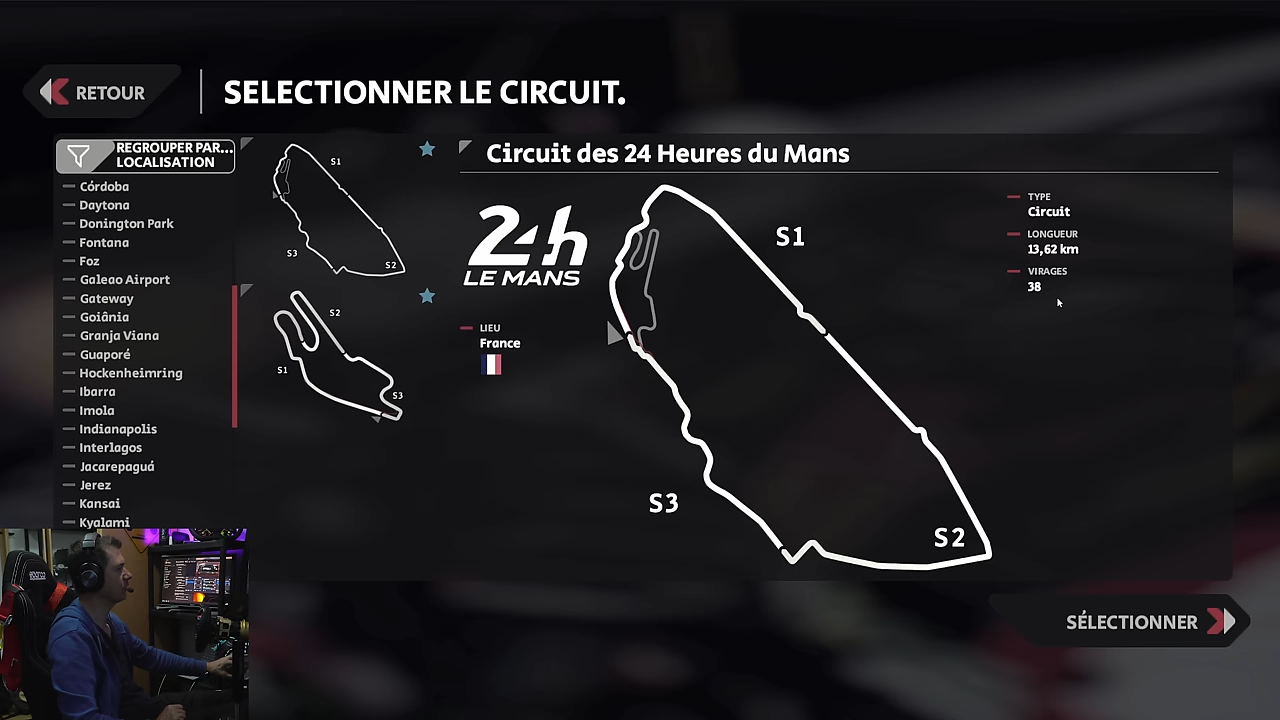 RETOUR
SELECTIONNER LE CIRCUIT.
REGROUPER PAR...
LOCALISATION
Córdoba
Daytona
Donington Park
Fontana
Foz
Galeao Airport
Gateway
Goiânia
Granja Viana
Guaporé
Hockenheimring
Ibarra
Imola
Indianapolis
Interlagos
Jacarepaguá
Jerez
Kansai
Kyalami
S1
S3
S2
S2
S1
S3
Circuit des 24 Heures du Mans
24h
LE MANS
LIEU
France
S1
S3
S2
TYPE
Circuit
LONGUEUR
13,62 km
VIRAGES
38
SÉLECTIONNER